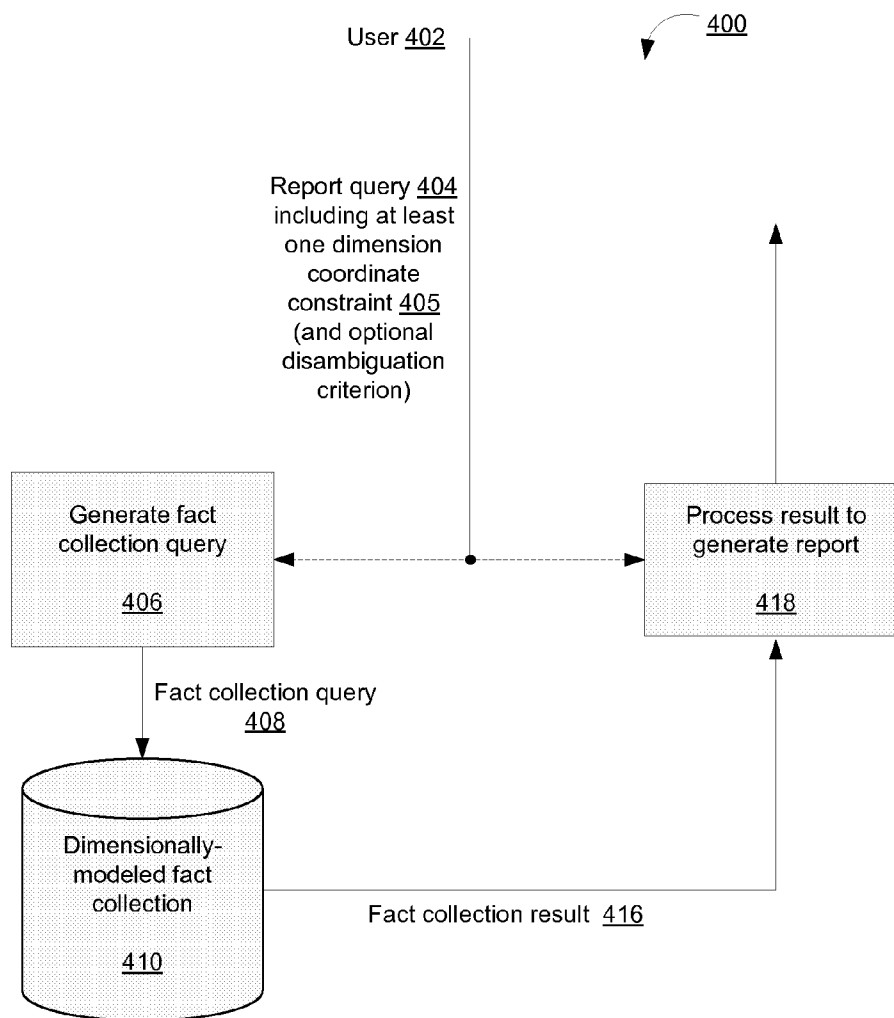 User 402
400
Report query 404
including at least
one dimension
coordinate
constraint 405
(and optional
disambiguation
criterion)
Generate fact
collection query
406
Process result to
generate report
418
Fact collection query
408
Dimensionally-
modeled fact
collection
410
Fact collection result 416